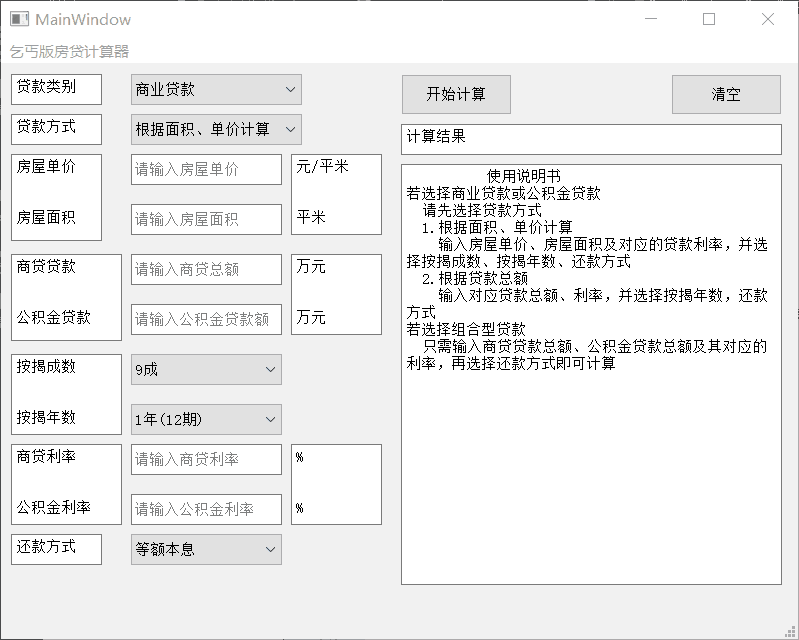 MainWindow
乞丐版房贷计算器
贷款类别
商业贷款
贷款方式
根据面积、单价计算
房屋单价
请输入房屋单价
元/平米
房屋面积
请输入房屋面积
平米
商贷贷款
请输入商贷总额
万元
公积金贷款
请输入公积金贷款额
万元
按揭成数
9成
按揭年数
1年(12期)
商贷利率
请输入商贷利率
%
公积金利率
请输入公积金利率
%
还款方式
等额本息
开始计算
清空
计算结果
使用说明书
若选择商业贷款或公积金贷款
请先选择贷款方式
1.根据面积、单价计算
输入房屋单价、房屋面积及对应的贷款利率，并选
择按揭成数、按揭年数、还款方式
2.根据贷款总额
输入对应贷款总额、利率，并选择按揭年数，还款
方式
若选择组合型贷款
只需输入商贷贷款总额、公积金贷款总额及其对应的
利率，再选择还款方式即可计算